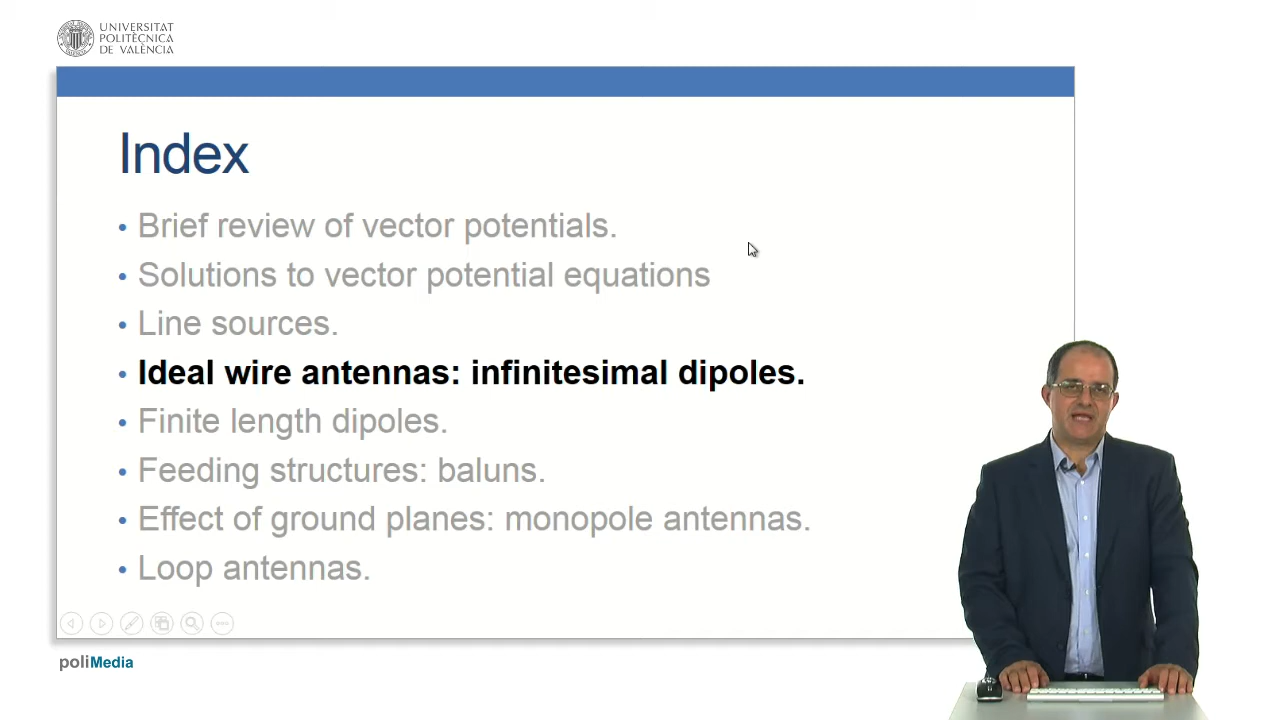 UNIVERSITAT
POLITÈCNICA
DE VALÈNCIA
Index
• Brief review of vector potentials.
• Solutions to vector potential equations
• Line sources.
• Ideal wire antennas: infinitesimal dipoles.
• Finite length dipoles.
• Feeding structures: baluns.
• Effect of ground planes: monopole antennas.
• Loop antennas.
poliMedia